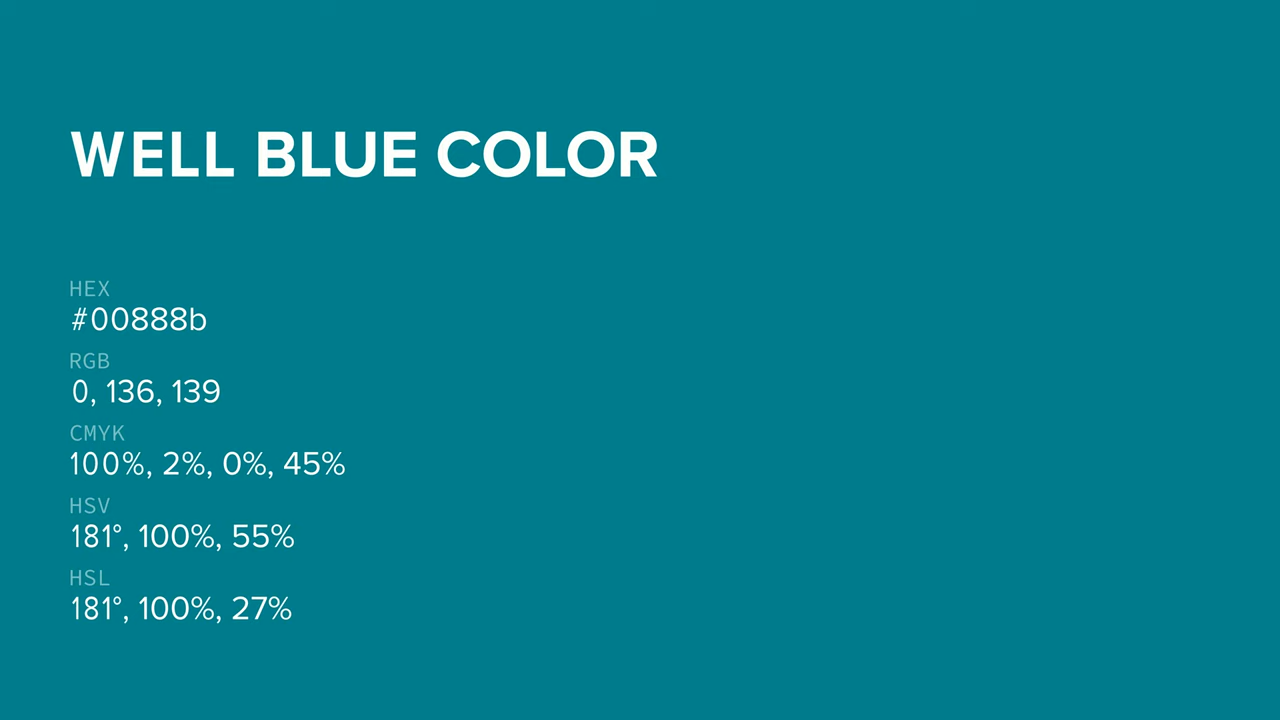 WELL BLUE COLOR
HEX
#00888b
RGB
0, 136, 139
CMYK
100%, 2%, 0%, 45%
HSV
181°, 100%, 55%
HSL
181°, 100%, 27%